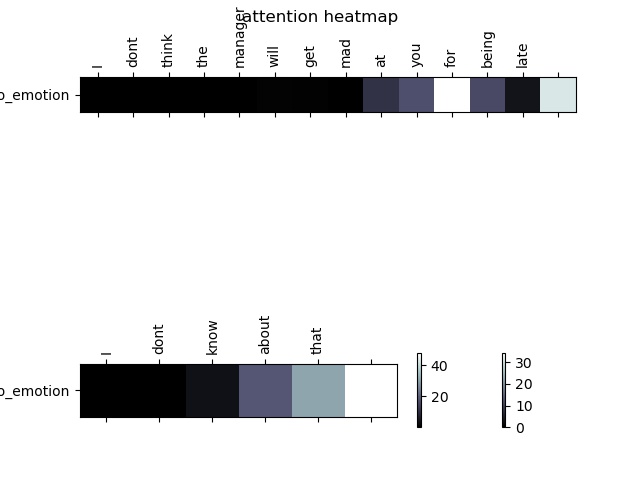 attention heatmap
I dont think the manager will get mad at you for being late
o_emotion
I dont know about that
o_emotion
40
20
30
20
10
0